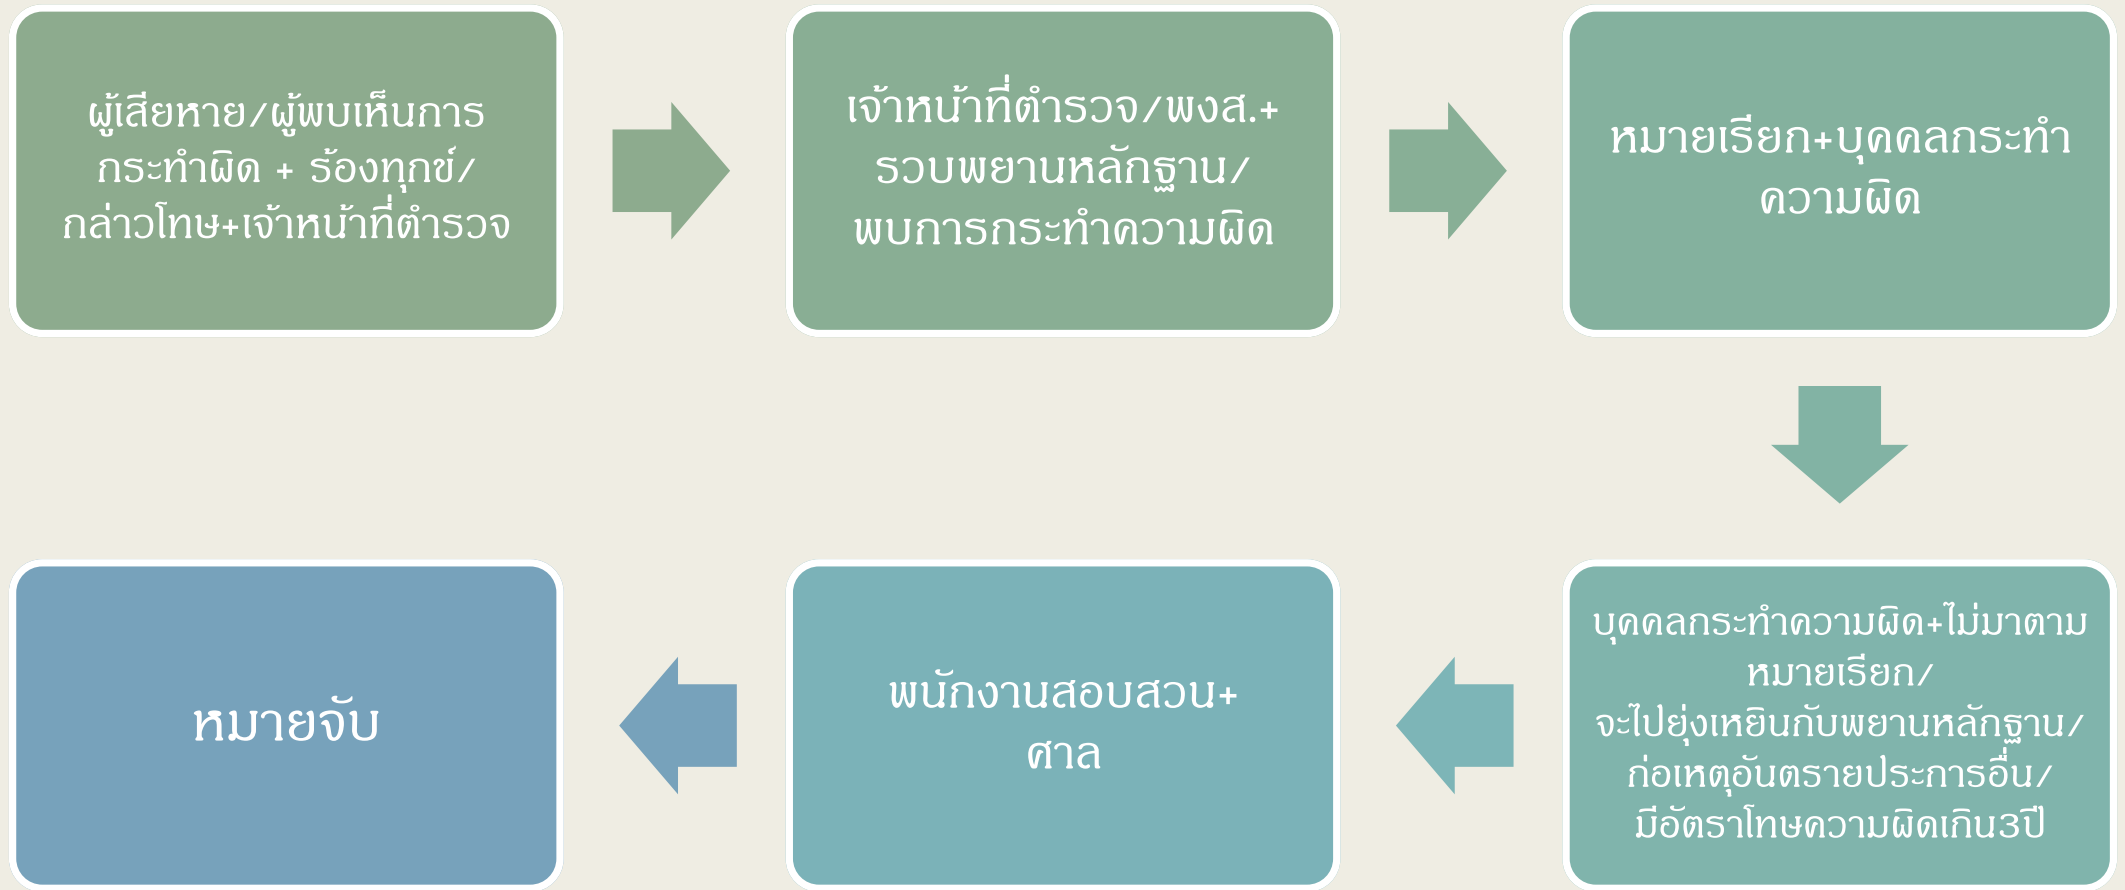 ผู้เสียหาย/ผู้พบเห็นการ
กระทำผิด + ร้องทุกข์/
กล่าวโทษ+เจ้าหน้าที่ตำรวจ
เจ้าหน้าที่ตำรวจ/พงส.+
รวบพยานหลักฐาน/
พบการกระทำความผิด
หมายเรียก+บุคคลกระทำ
ความผิด
บุคคลกระทำความผิด+ไม่มาตาม
หมายเรียก/
จะไปยุ่งเหยินกับพยานหลักฐาน/
ก่อเหตุอันตรายประการอื่น/
มีอัตราโทษความผิดเกิน3ปี
พนักงานสอบสวน+
ศาล
หมายจับ